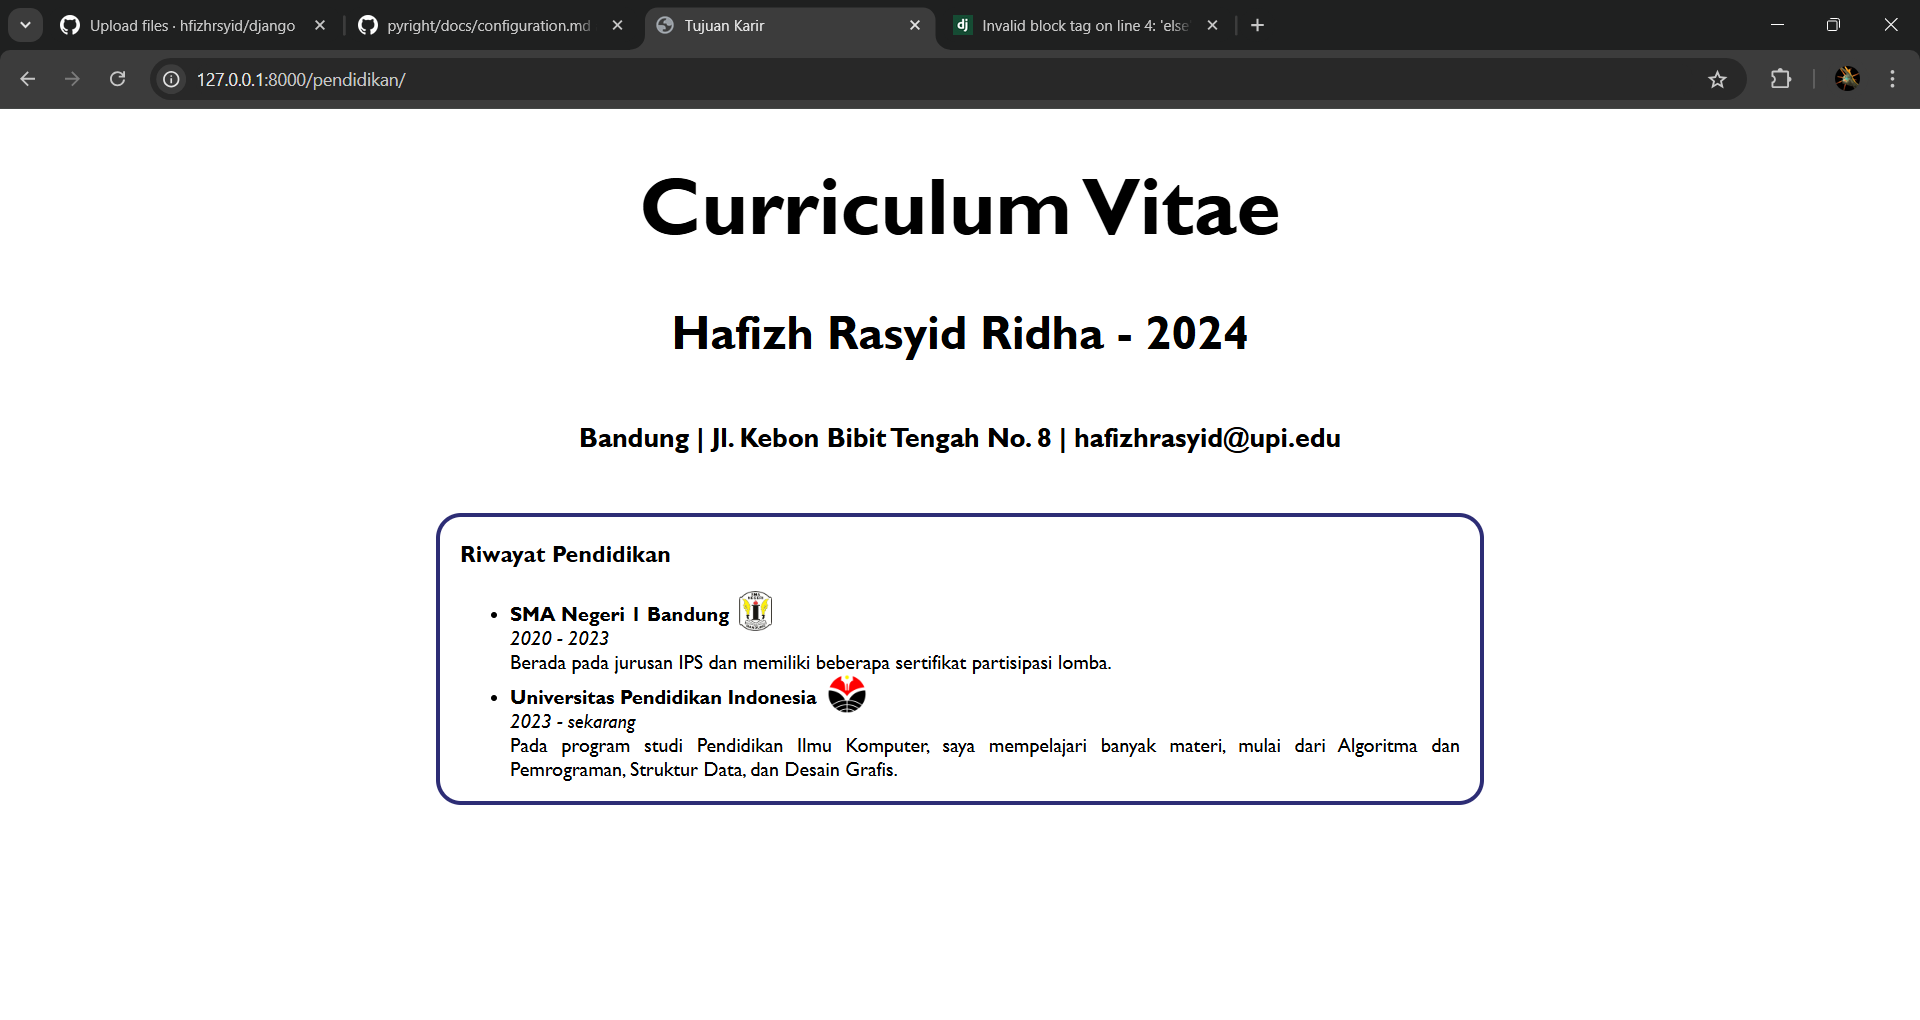 Upload files · hfizhrsyid/django
pyright/docs/configuration.md
Tujuan Karir
dj
Invalid block tag on line 4: 'else
127.0.0.1:8000/pendidikan/
Curriculum Vitae
Hafizh Rasyid Ridha - 2024
Bandung | Jl. Kebon Bibit Tengah No. 8 | hafizhrasyid@upi.edu
Riwayat Pendidikan
• SMA Negeri 1 Bandung
2020 - 2023
Berada pada jurusan IPS dan memiliki beberapa sertifikat partisipasi lomba.
• Universitas Pendidikan Indonesia
2023 - sekarang
Pada program studi Pendidikan Ilmu Komputer, saya mempelajari banyak materi, mulai dari Algoritma dan
Pemrograman, Struktur Data, dan Desain Grafis.